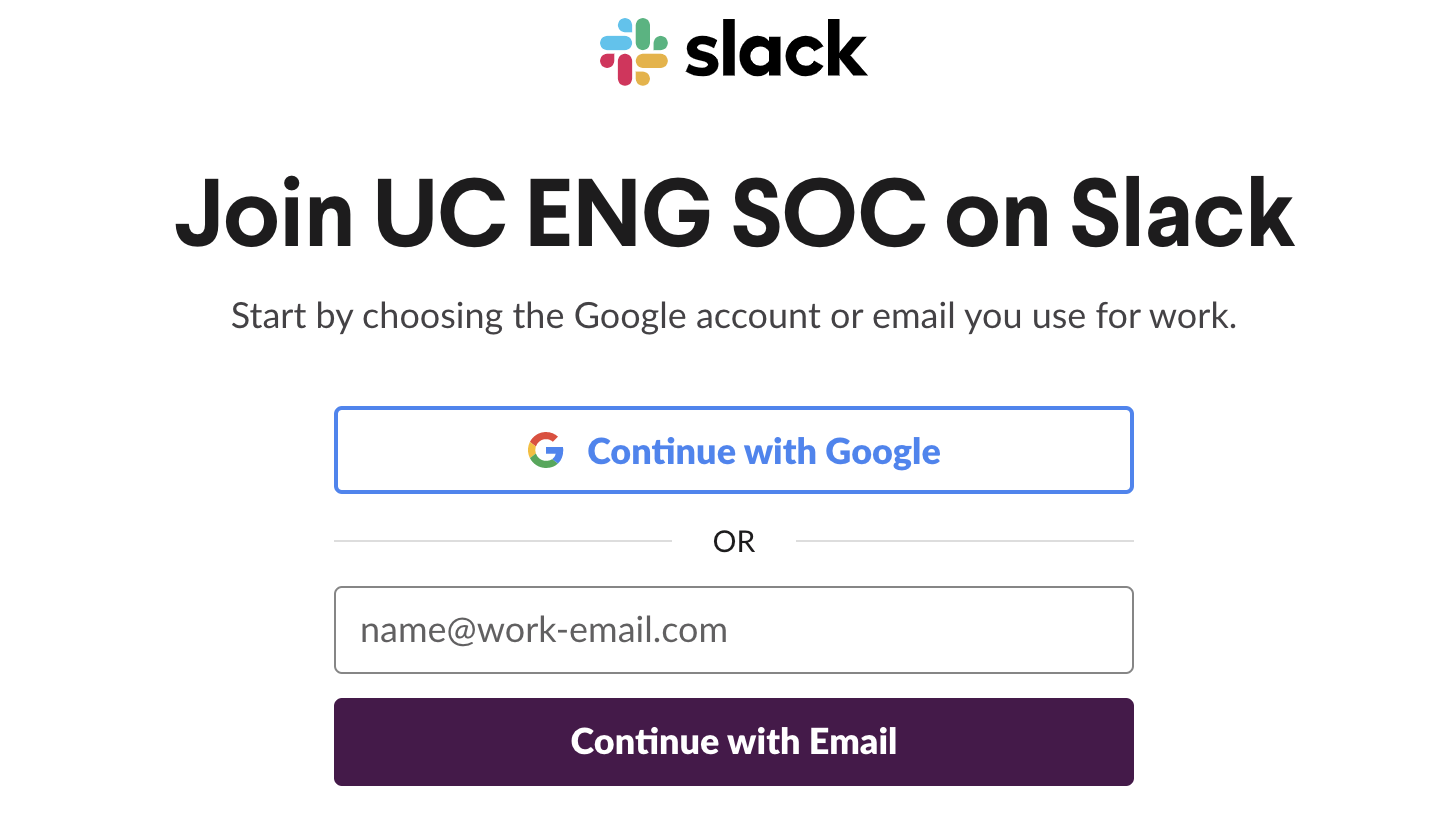 slack
Join UC ENG SOC on Slack
Start by choosing the Google account or email you use for work.
Continue with Google
OR
name@work-email.com
Continue with Email